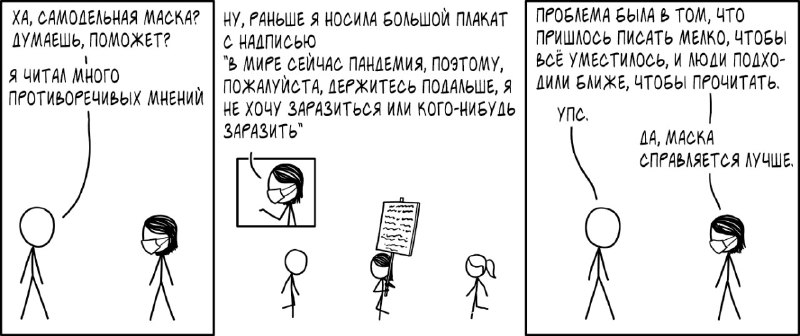 ХА, САМОДЕЛЬНАЯ МАСКА?
ДУМАЕШЬ, ПОМОЖЕТ?
Я ЧИТАЛ МНОГО
ПРОТИВОРЕЧИВЫХ МНЕНИЙ
НУ, РАНЬШЕ Я НОСИЛА БОЛЬШОЙ ПЛАКАТ
С НАДПИСЬЮ
"В МИРЕ СЕЙЧАС ПАНДЕМИЯ, ПОЭТОМУ,
ПОЖАЛУЙСТА, ДЕРЖИТЕСЬ ПОДАЛЬШЕ, Я
НЕ ХОЧУ ЗАРАЗИТЬСЯ ИЛИ КОГО-НИБУДЬ
ЗАРАЗИТЬ"
ПРОБЛЕМА БЫЛА В ТОМ, ЧТО
ПРИШЛОСЬ ПИСАТЬ МЕЛКО, ЧТОБЫ
ВСЁ УМЕСТИЛОСЬ, И ЛЮДИ ПОДХО-
ДИЛИ БЛИЖЕ, ЧТОБЫ ПРОЧИТАТЬ.
УПС.
ДА, МАСКА
СПРАВЛЯЕТСЯ ЛУЧШЕ.